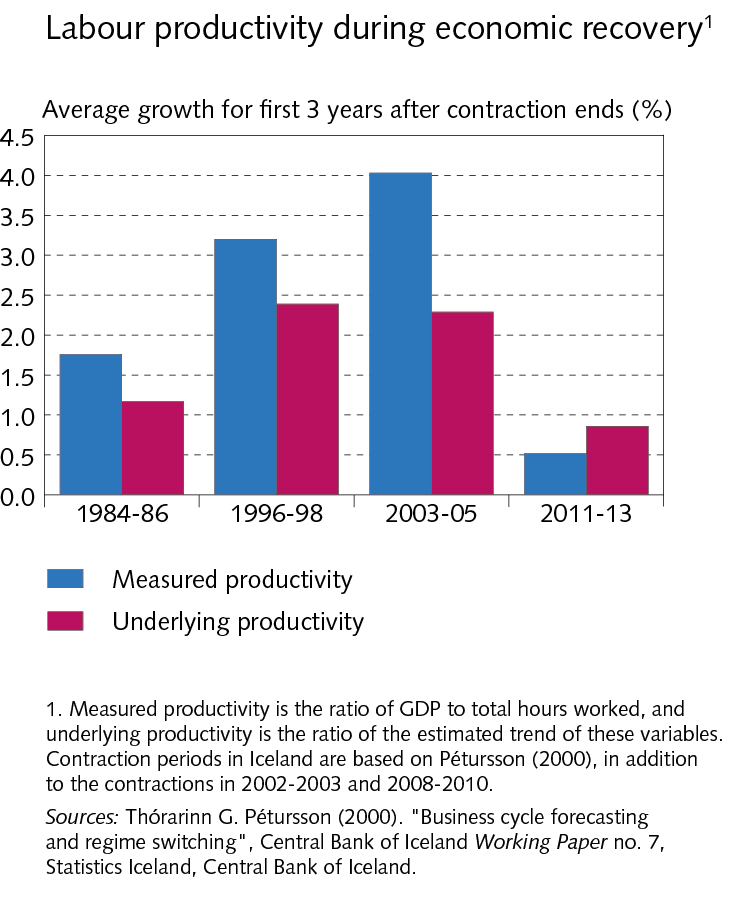 Labour productivity during economic recovery¹
Average growth for first 3 years after contraction ends (%)
4.5
4.0
3.5
3.0
2.5
2.0
1.5
1.0
0.5
0.0
1984-86 1996-98 2003-05 2011-13
Measured productivity
Underlying productivity
1. Measured productivity is the ratio of GDP to total hours worked, and
underlying productivity is the ratio of the estimated trend of these variables.
Contraction periods in Iceland are based on Pétursson (2000), in addition
to the contractions in 2002-2003 and 2008-2010.
Sources: Thórarinn G. Pétursson (2000). "Business cycle forecasting
and regime switching", Central Bank of Iceland Working Paper no. 7,
Statistics Iceland, Central Bank of Iceland.